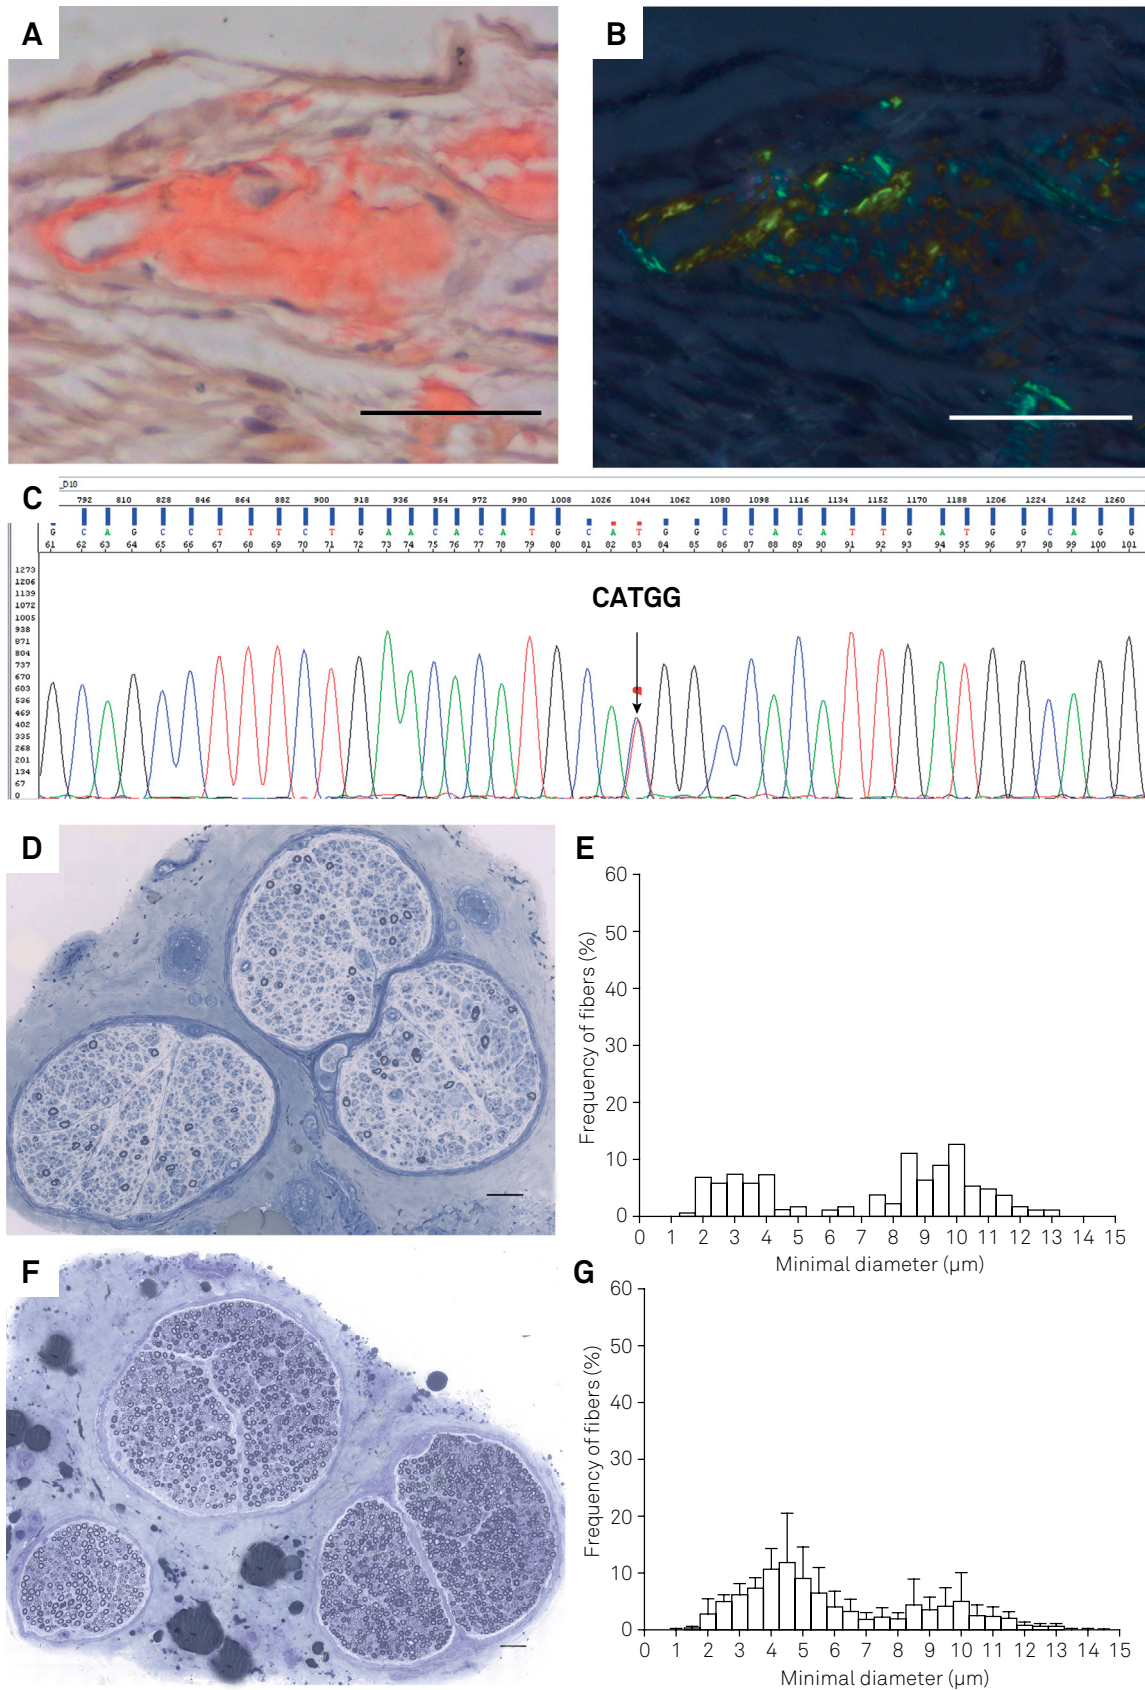 A
B
C
_D10
792 810 828 846 864 882 900 918 936 954 972 990 1008 1026 1044 1062 1080 1098 1116 1134 1152 1170 1188 1206 1224 1242 1260
G C A G C C T T T C T G A A C A C A T G C A T G G C C A C A T T G A T G G C A G G
61 62 63 64 65 66 67 68 69 70 71 72 73 74 75 76 77 78 79 80 81 82 83 84 85 86 87 88 89 90 91 92 93 94 95 96 97 98 99 100 101
1273
1206
1139
1072
1005
938
871
804
737
670
603
536
469
402
335
268
201
134
67
0
CATGG
D
E
Frequency of fibers (%)
60
50
40
30
20
10
0
0 1 2 3 4 5 6 7 8 9 10 11 12 13 14 15
Minimal diameter (µm)
F
G
Frequency of fibers (%)
60
50
40
30
20
10
0
0 1 2 3 4 5 6 7 8 9 10 11 12 13 14 15
Minimal diameter (µm)